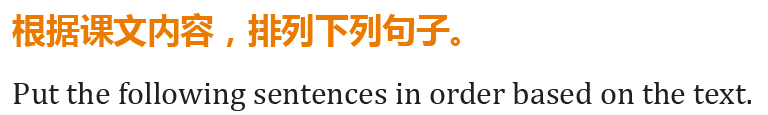 根据课文内容，排列下列句子。
Put the following sentences in order based on the text.